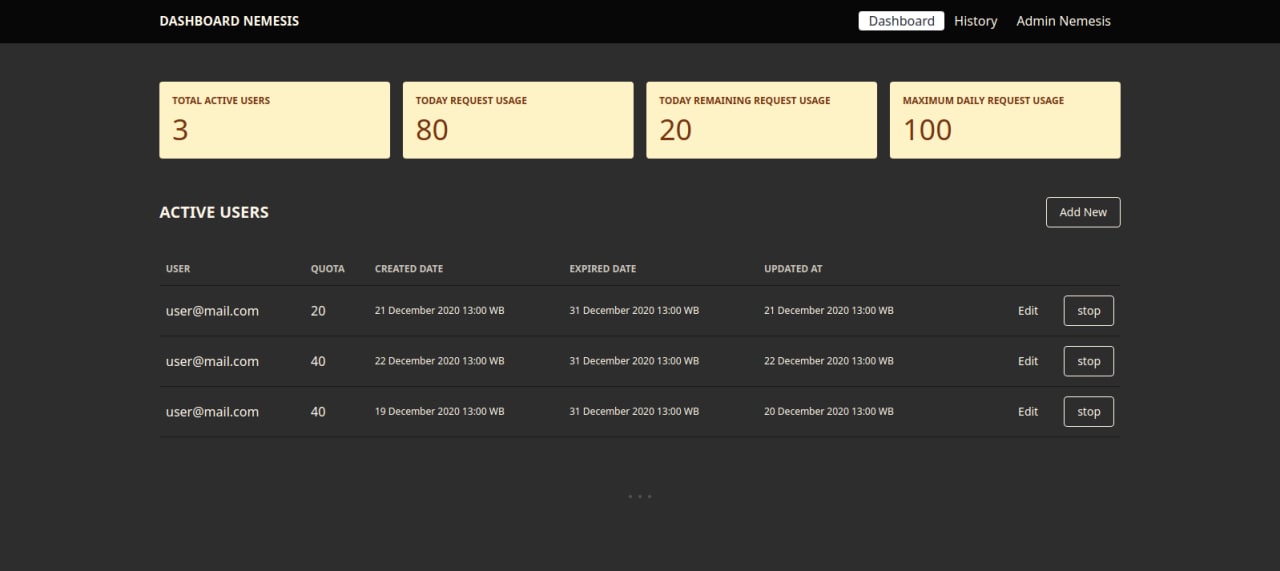 DASHBOARD NEMESIS Dashboard History Admin Nemesis
TOTAL ACTIVE USERS TODAY REQUEST USAGE TODAY REMAINING REQUEST USAGE MAXIMUM DAILY REQUEST USAGE
3 80 20 100
ACTIVE USERS Add New
USER QUOTA CREATED DATE EXPIRED DATE UPDATED AT
user@mail.com 20 21 December 2020 13:00 WB 31 December 2020 13:00 WB 21 December 2020 13:00 WB Edit stop
user@mail.com 40 22 December 2020 13:00 WB 31 December 2020 13:00 WB 22 December 2020 13:00 WB Edit stop
user@mail.com 40 19 December 2020 13:00 WB 31 December 2020 13:00 WB 20 December 2020 13:00 WB Edit stop
...